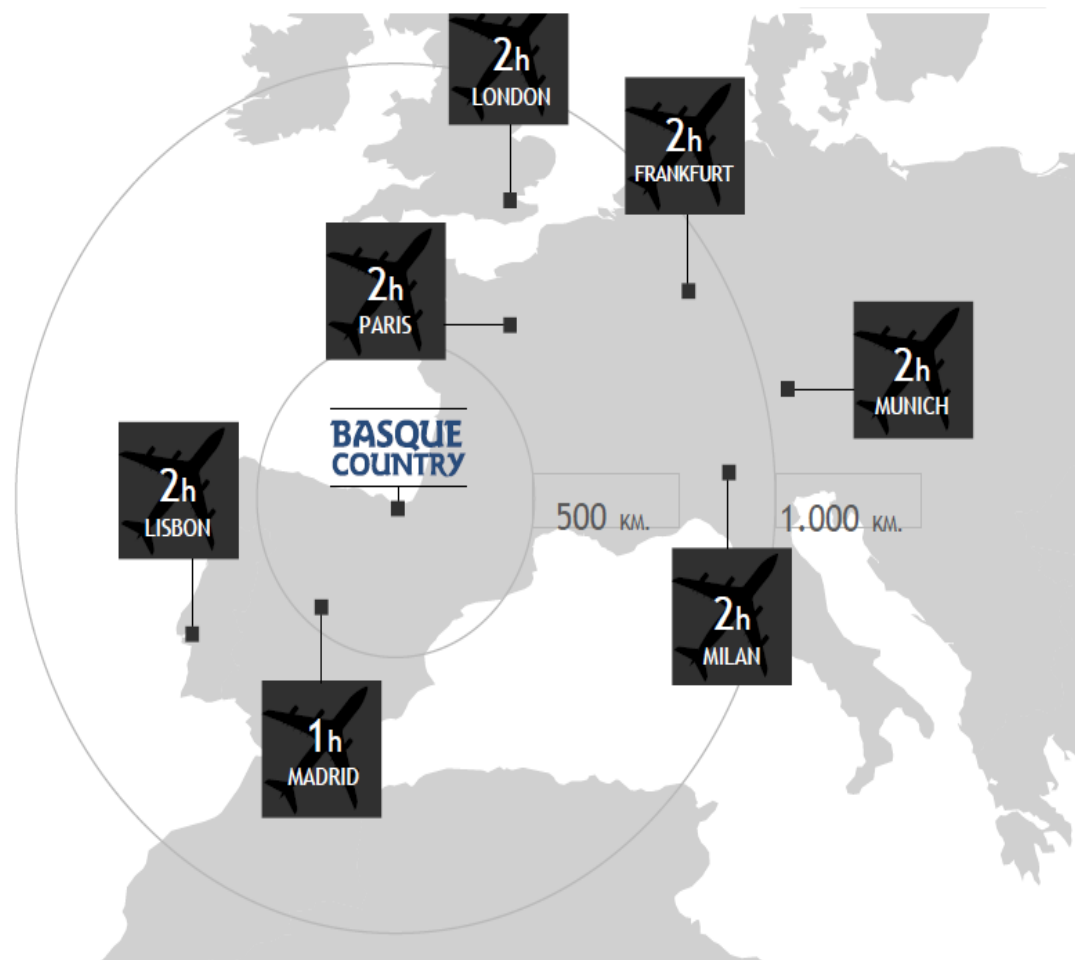 2h
LONDON
2h
FRANKFURT
2h
PARIS
2h
MUNICH
BASQUE
COUNTRY
2h
LISBON
500 KM.
1.000 KM.
2h
MILAN
1h
MADRID